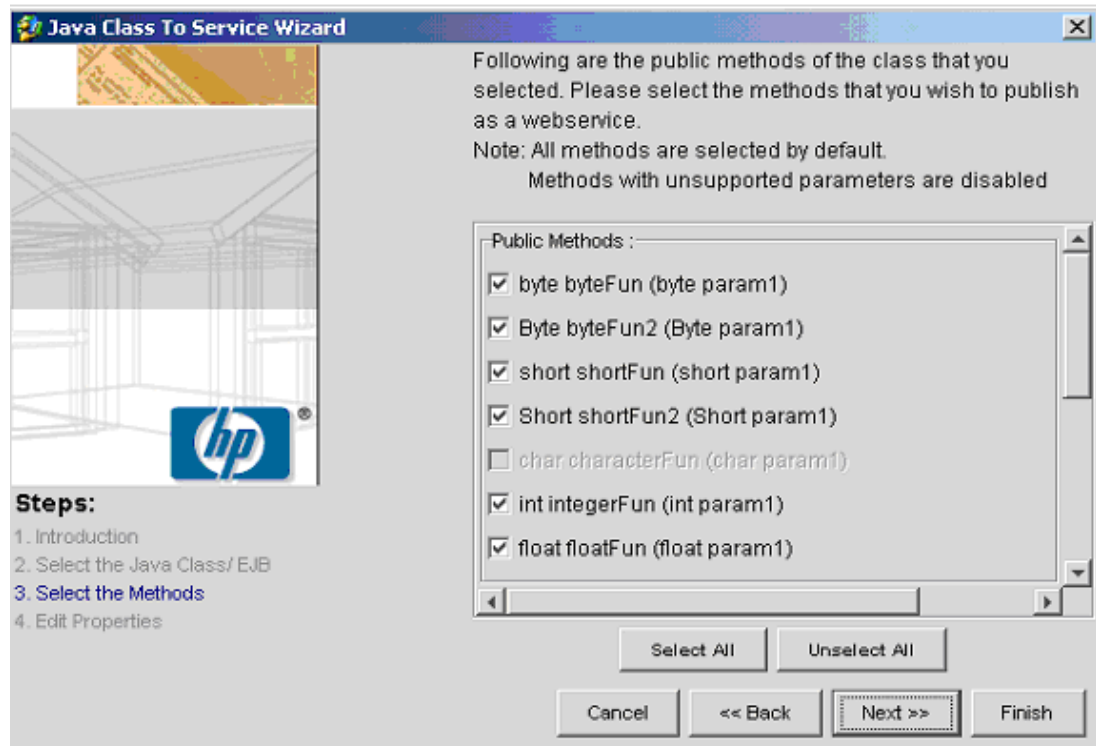 Java Class To Service Wizard
Following are the public methods of the class that you
selected. Please select the methods that you wish to publish
as a webservice.
Note: All methods are selected by default.
Methods with unsupported parameters are disabled
Public Methods :
byte byteFun (byte param1)
Byte byteFun2 (Byte param1)
short shortFun (short param1)
Short shortFun2 (Short param1)
char characterFun (char param1)
int integerFun (int param1)
float floatFun (float param1)
hp ®
Steps:
1. Introduction
2. Select the Java Class/ EJB
3. Select the Methods
4. Edit Properties
Select All
Unselect All
Cancel
<< Back
Next >>
Finish